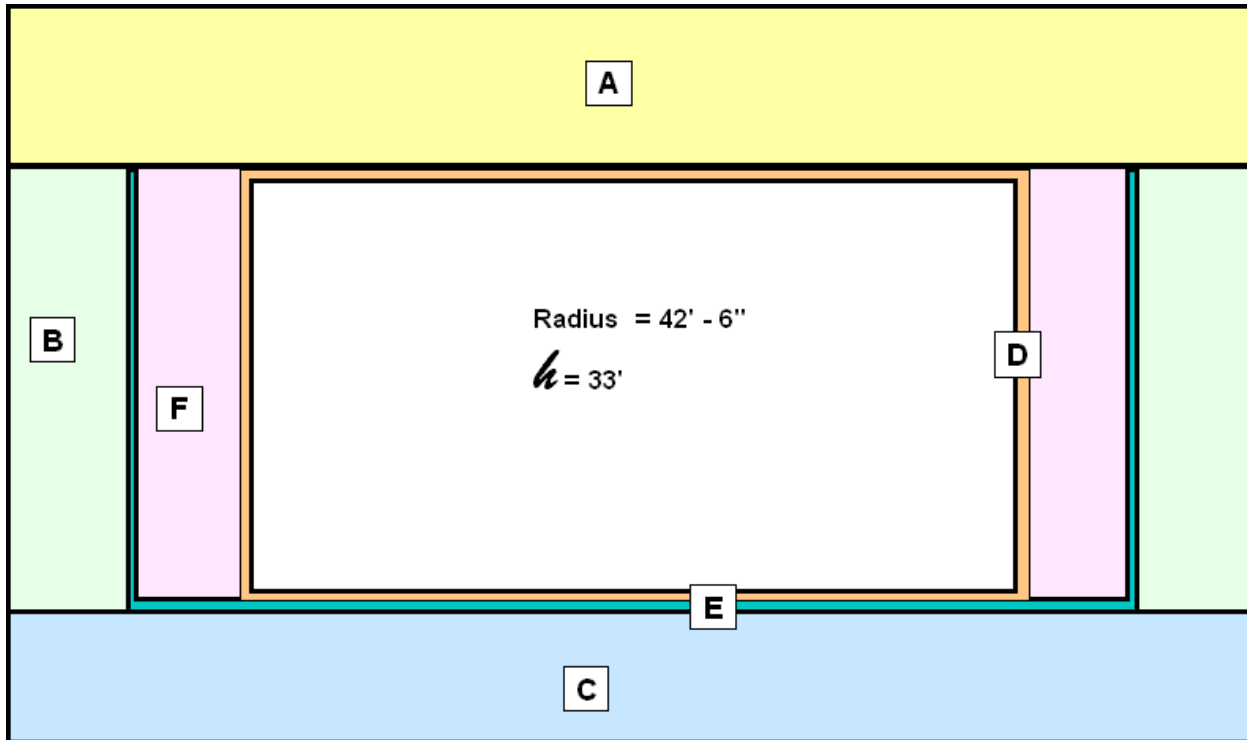 A
Radius = 42' - 6"
B
D
h = 33'
F
E
C